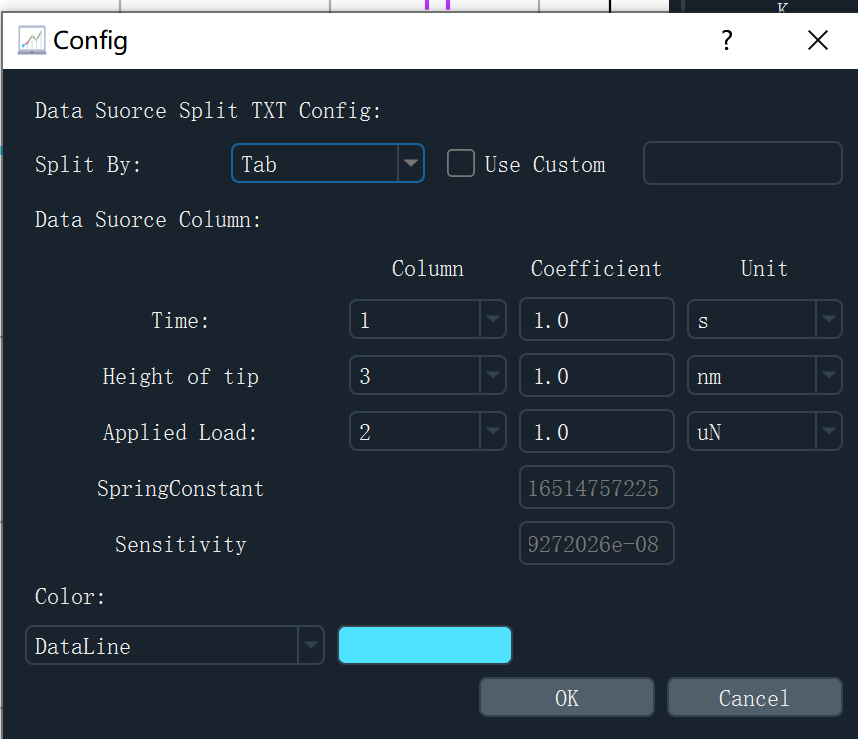 K
Config
?
Data Suorce Split TXT Config:
Split By: Tab Use Custom
Data Suorce Column:
Column Coefficient Unit
Time: 1 1.0 s
Height of tip 3 1.0 nm
Applied Load: 2 1.0 uN
SpringConstant 16514757225
Sensitivity 9272026e-08
Color:
DataLine
OK Cancel